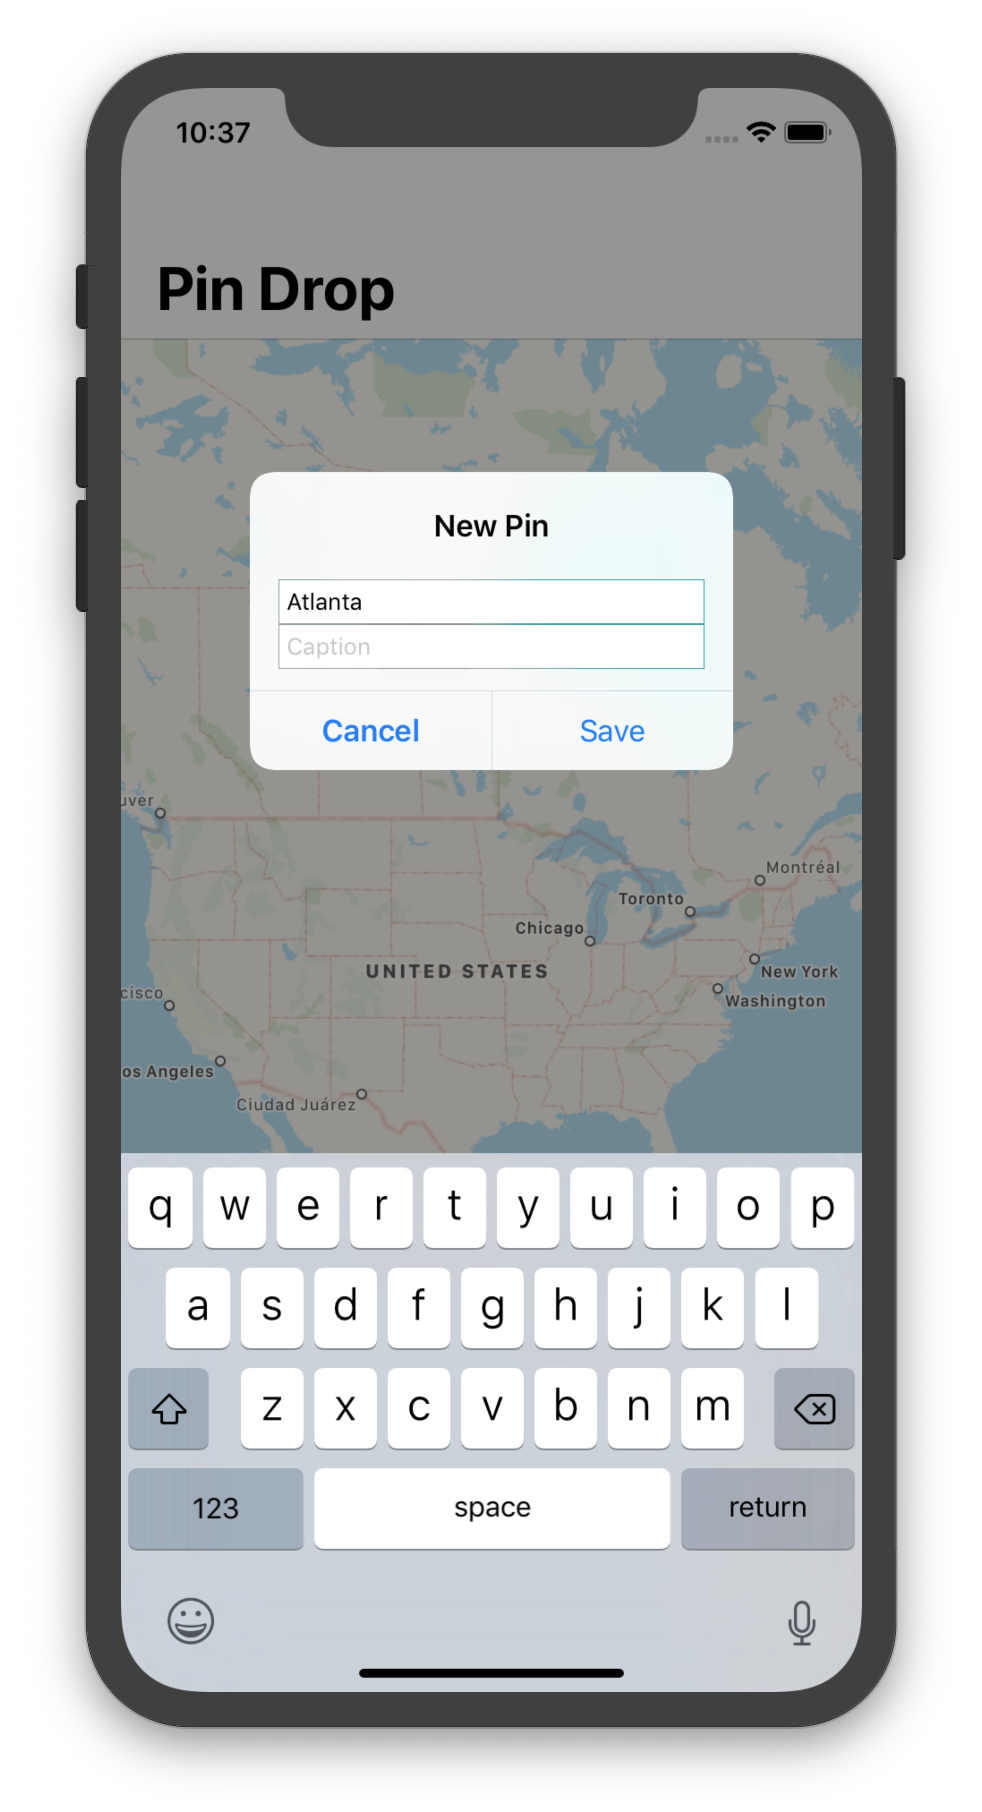 10:37
Pin Drop
New Pin
Atlanta
Caption
Cancel
Save
uver
Montréal
Toronto
Chicago
UNITED STATES
New York
cisco
Washington
os Angeles
Ciudad Juárez
q w e r t y u i o p
a s d f g h j k l
z x c v b n m
123
space
return